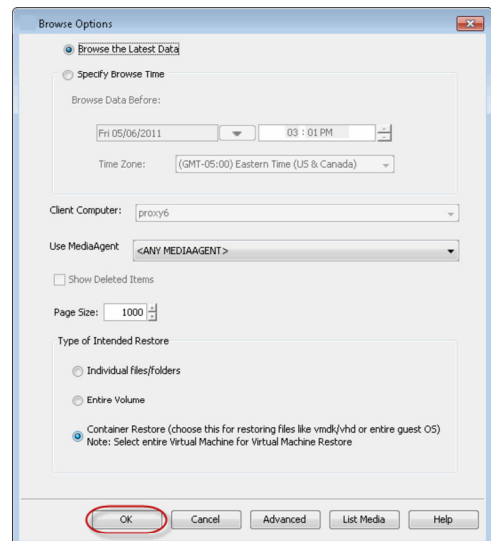 Browse Options
Browse the Latest Data
Specify Browse Time
Browse Data Before:
Fri 05/06/2011
03 : 01 PM
Time Zone:
(GMT-05:00) Eastern Time (US & Canada)
Client Computer:
proxy6
Use MediaAgent
<ANY MEDIAAGENT>
Show Deleted Items
Page Size:
1000
Type of Intended Restore
Individual files/folders
Entire Volume
Container Restore (choose this for restoring files like vmdk/vhd or entire guest OS)
Note: Select entire Virtual Machine for Virtual Machine Restore
OK
Cancel
Advanced
List Media
Help